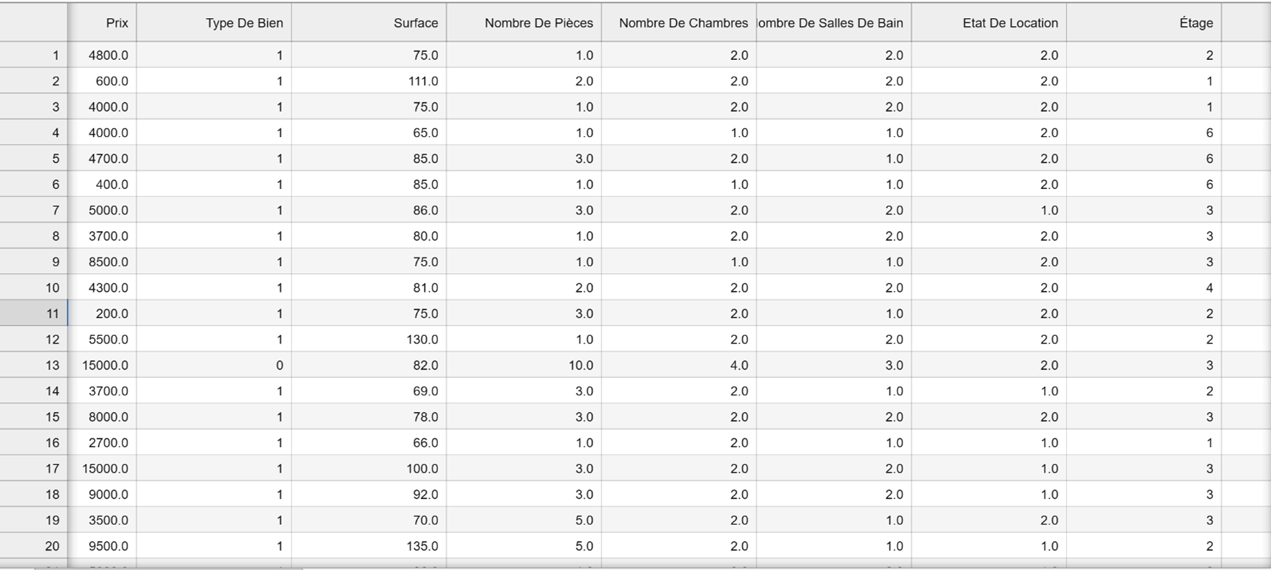 Prix Type De Bien Surface Nombre De Pièces Nombre De Chambres ombre De Salles De Bain Etat De Location Étage
1 4800.0 1 75.0 1.0 2.0 2.0 2.0 2
2 600.0 1 111.0 2.0 2.0 2.0 2.0 1
3 4000.0 1 75.0 1.0 2.0 2.0 2.0 1
4 4000.0 1 65.0 1.0 1.0 1.0 2.0 6
5 4700.0 1 85.0 3.0 2.0 1.0 2.0 6
6 400.0 1 85.0 1.0 1.0 1.0 2.0 6
7 5000.0 1 86.0 3.0 2.0 2.0 1.0 3
8 3700.0 1 80.0 1.0 2.0 2.0 2.0 3
9 8500.0 1 75.0 1.0 1.0 1.0 2.0 3
10 4300.0 1 81.0 2.0 2.0 2.0 2.0 4
11 200.0 1 75.0 3.0 2.0 1.0 2.0 2
12 5500.0 1 130.0 1.0 2.0 2.0 2.0 2
13 15000.0 0 82.0 10.0 4.0 3.0 2.0 3
14 3700.0 1 69.0 3.0 2.0 1.0 1.0 2
15 8000.0 1 78.0 3.0 2.0 2.0 2.0 3
16 2700.0 1 66.0 1.0 2.0 1.0 1.0 1
17 15000.0 1 100.0 3.0 2.0 2.0 1.0 3
18 9000.0 1 92.0 3.0 2.0 2.0 1.0 3
19 3500.0 1 70.0 5.0 2.0 1.0 2.0 3
20 9500.0 1 135.0 5.0 2.0 1.0 1.0 2